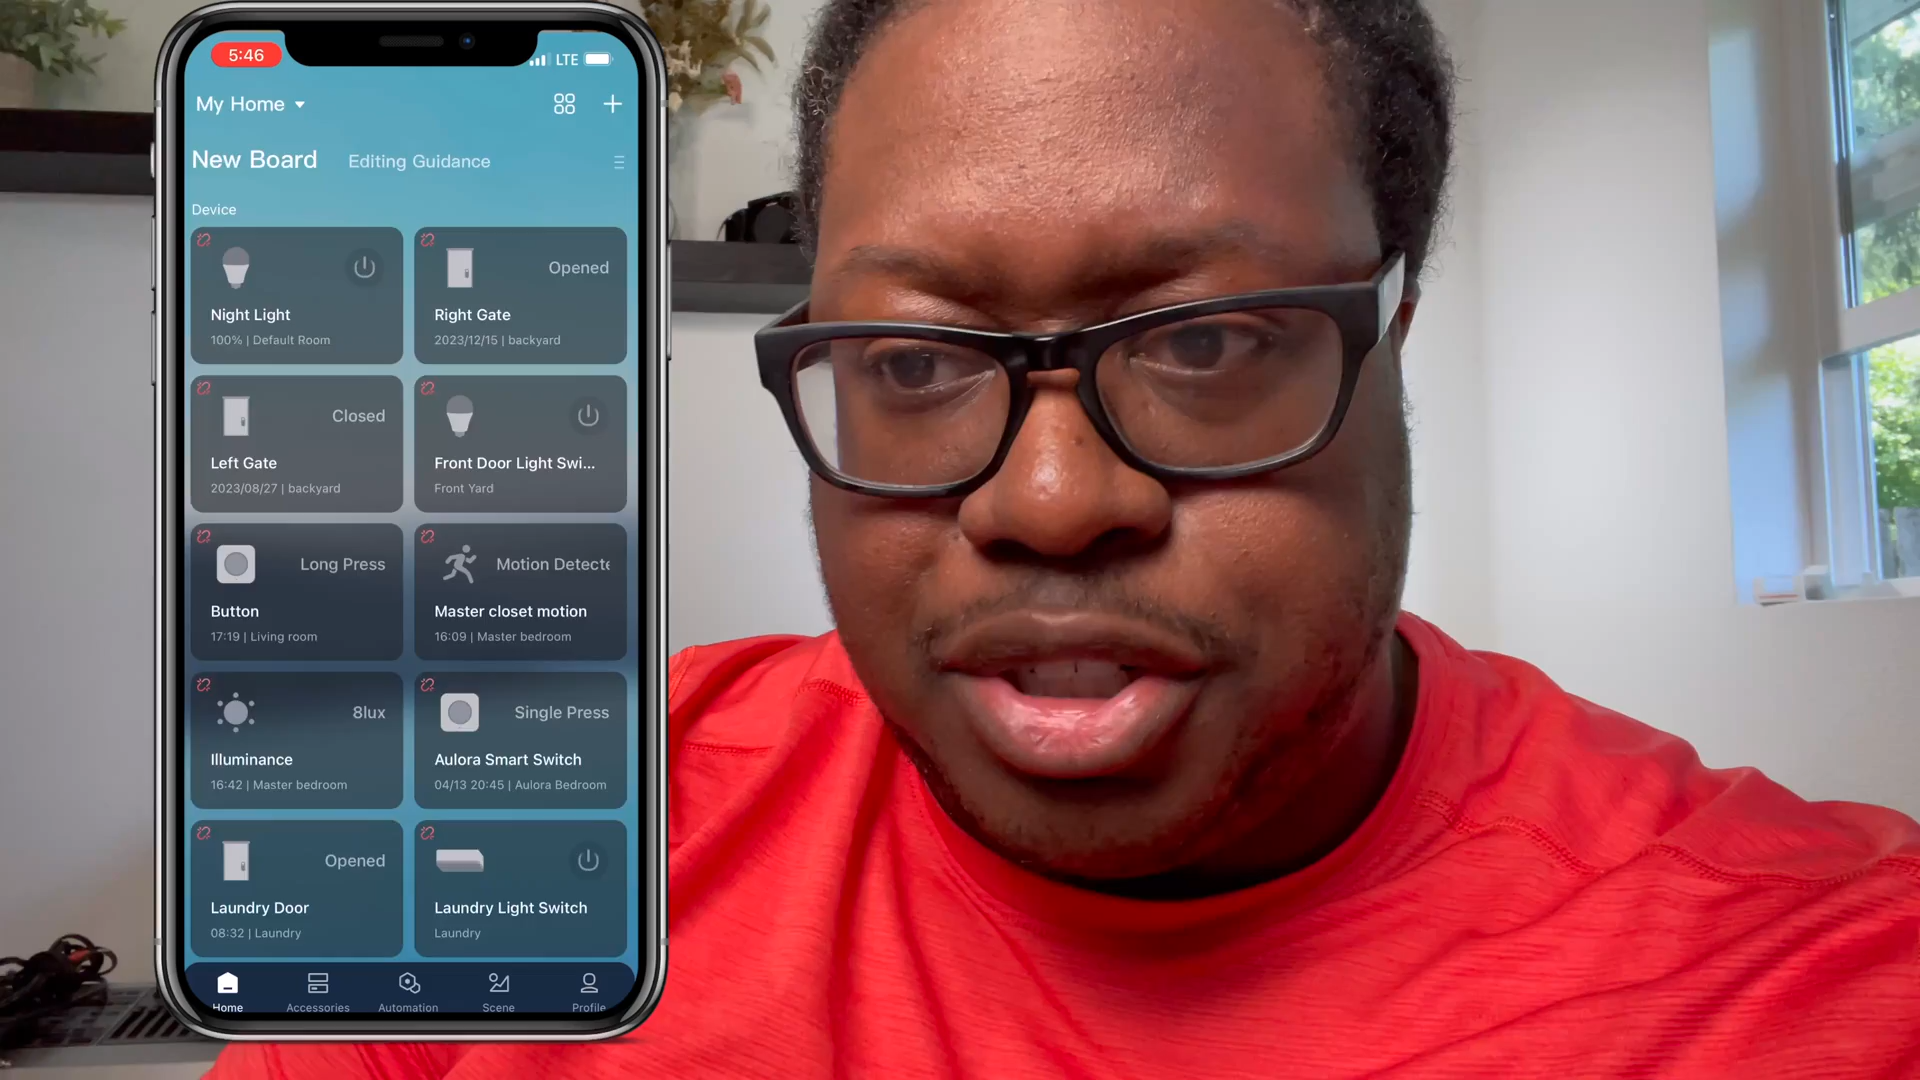 5:46
LTE
My Home
New Board Editing Guidance
Device
Night Light
100% | Default Room
Opened
Right Gate
2023/12/15 | backyard
Closed
Left Gate
2023/08/27 | backyard
Front Door Light Swi...
Front Yard
Long Press
Button
17:19 | Living room
Motion Detecte
Master closet motion
16:09 | Master bedroom
8lux
Illuminance
16:42 | Master bedroom
Single Press
Aulora Smart Switch
04/13 20:45 | Aulora Bedroom
Opened
Laundry Door
08:32 | Laundry
Laundry Light Switch
Laundry
Home Accessories Automation Scene Profile